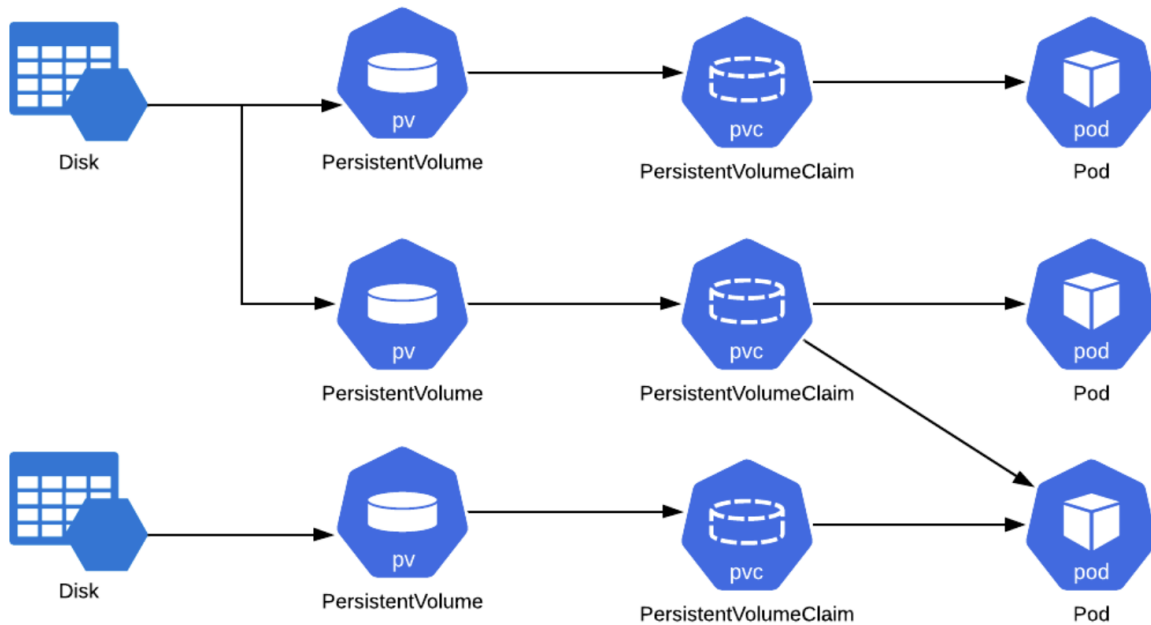 pv
pvc
pod
Disk
PersistentVolume
PersistentVolumeClaim
Pod
pv
pvc
pod
PersistentVolume
PersistentVolumeClaim
Pod
pv
pvc
pod
Disk
PersistentVolume
PersistentVolumeClaim
Pod